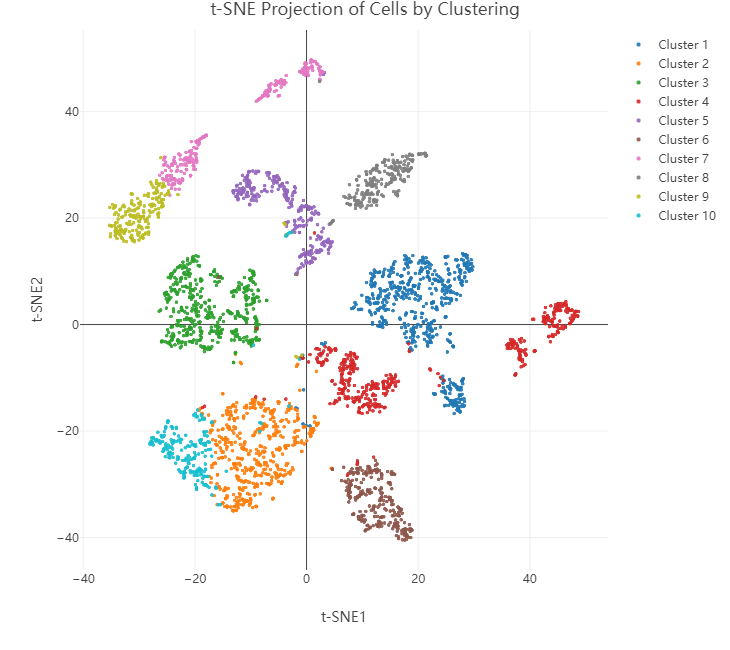 t-SNE Projection of Cells by Clustering
Cluster 1
Cluster 2
Cluster 3
Cluster 4
Cluster 5
Cluster 6
Cluster 7
Cluster 8
Cluster 9
Cluster 10
t-SNE2
40
20
0
−20
−40
−40
−20
0
20
40
t-SNE1